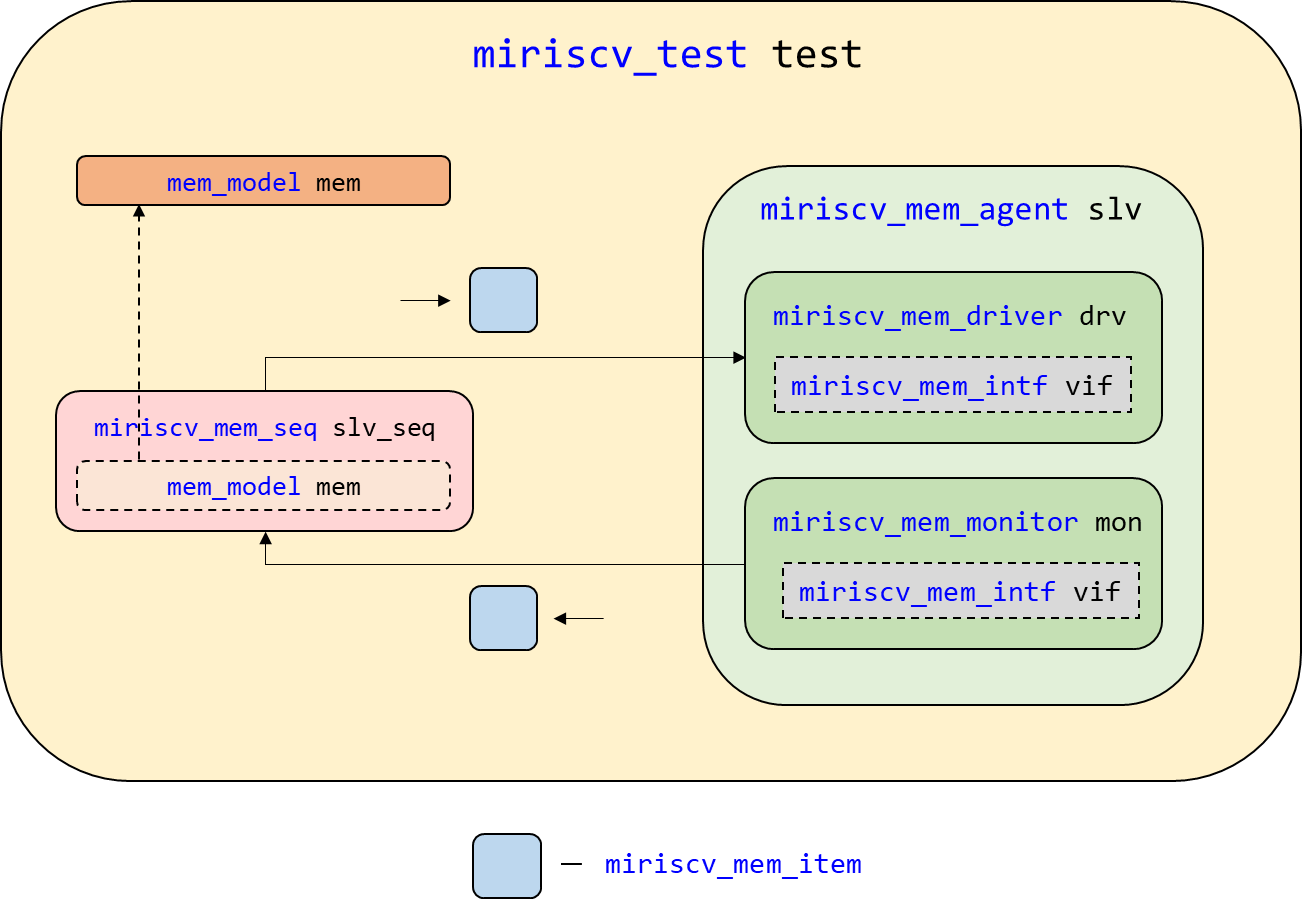 miriscv_test test
mem_model mem
miriscv_mem_agent slv
miriscv_mem_driver drv
miriscv_mem_intf vif
miriscv_mem_seq slv_seq
mem_model mem
miriscv_mem_monitor mon
miriscv_mem_intf vif
— miriscv_mem_item